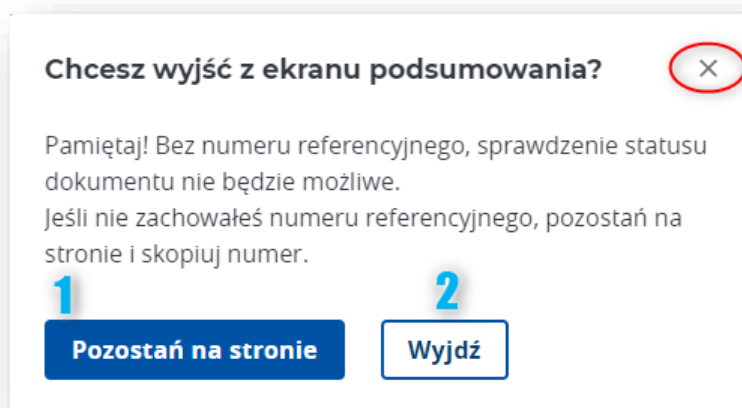 Chcesz wyjść z ekranu podsumowania?
Pamiętaj! Bez numeru referencyjnego, sprawdzenie statusu
dokumentu nie będzie możliwe.
Jeśli nie zachowałeś numeru referencyjnego, pozostań na
stronie i skopiuj numer.
1 2
Pozostań na stronie Wyjdź